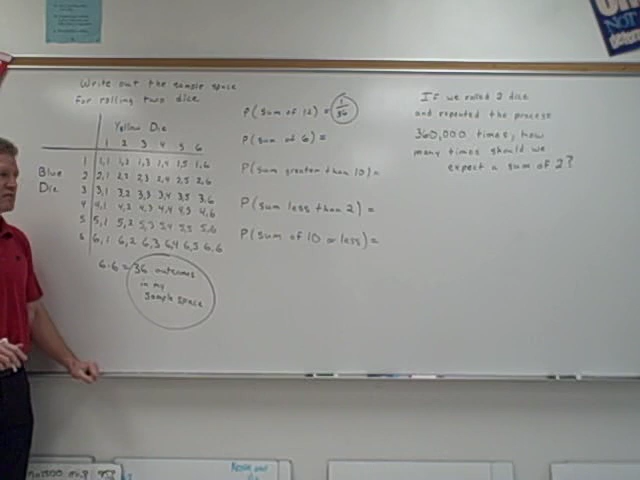 Write out the sample space
for rolling two dice.
Yellow Die
1 2 3 4 5 6
Blue
Die
1 1,1 1,2 1,3 1,4 1,5 1,6
2 2,1 2,2 2,3 2,4 2,5 2,6
3 3,1 3,2 3,3 3,4 3,5 3,6
4 4,1 4,2 4,3 4,4 4,5 4,6
5 5,1 5,2 5,3 5,4 5,5 5,6
6 6,1 6,2 6,3 6,4 6,5 6,6
6·6 = 36 outcomes
in my
sample space
P(sum of 12) = 1/36
P(sum of 6) =
P(sum greater than 10) =
P(sum less than 2) =
P(sum of 10 or less) =
If we rolled 2 dice
and repeated the process
360,000 times, how
many times should we
expect a sum of 2?
NOT